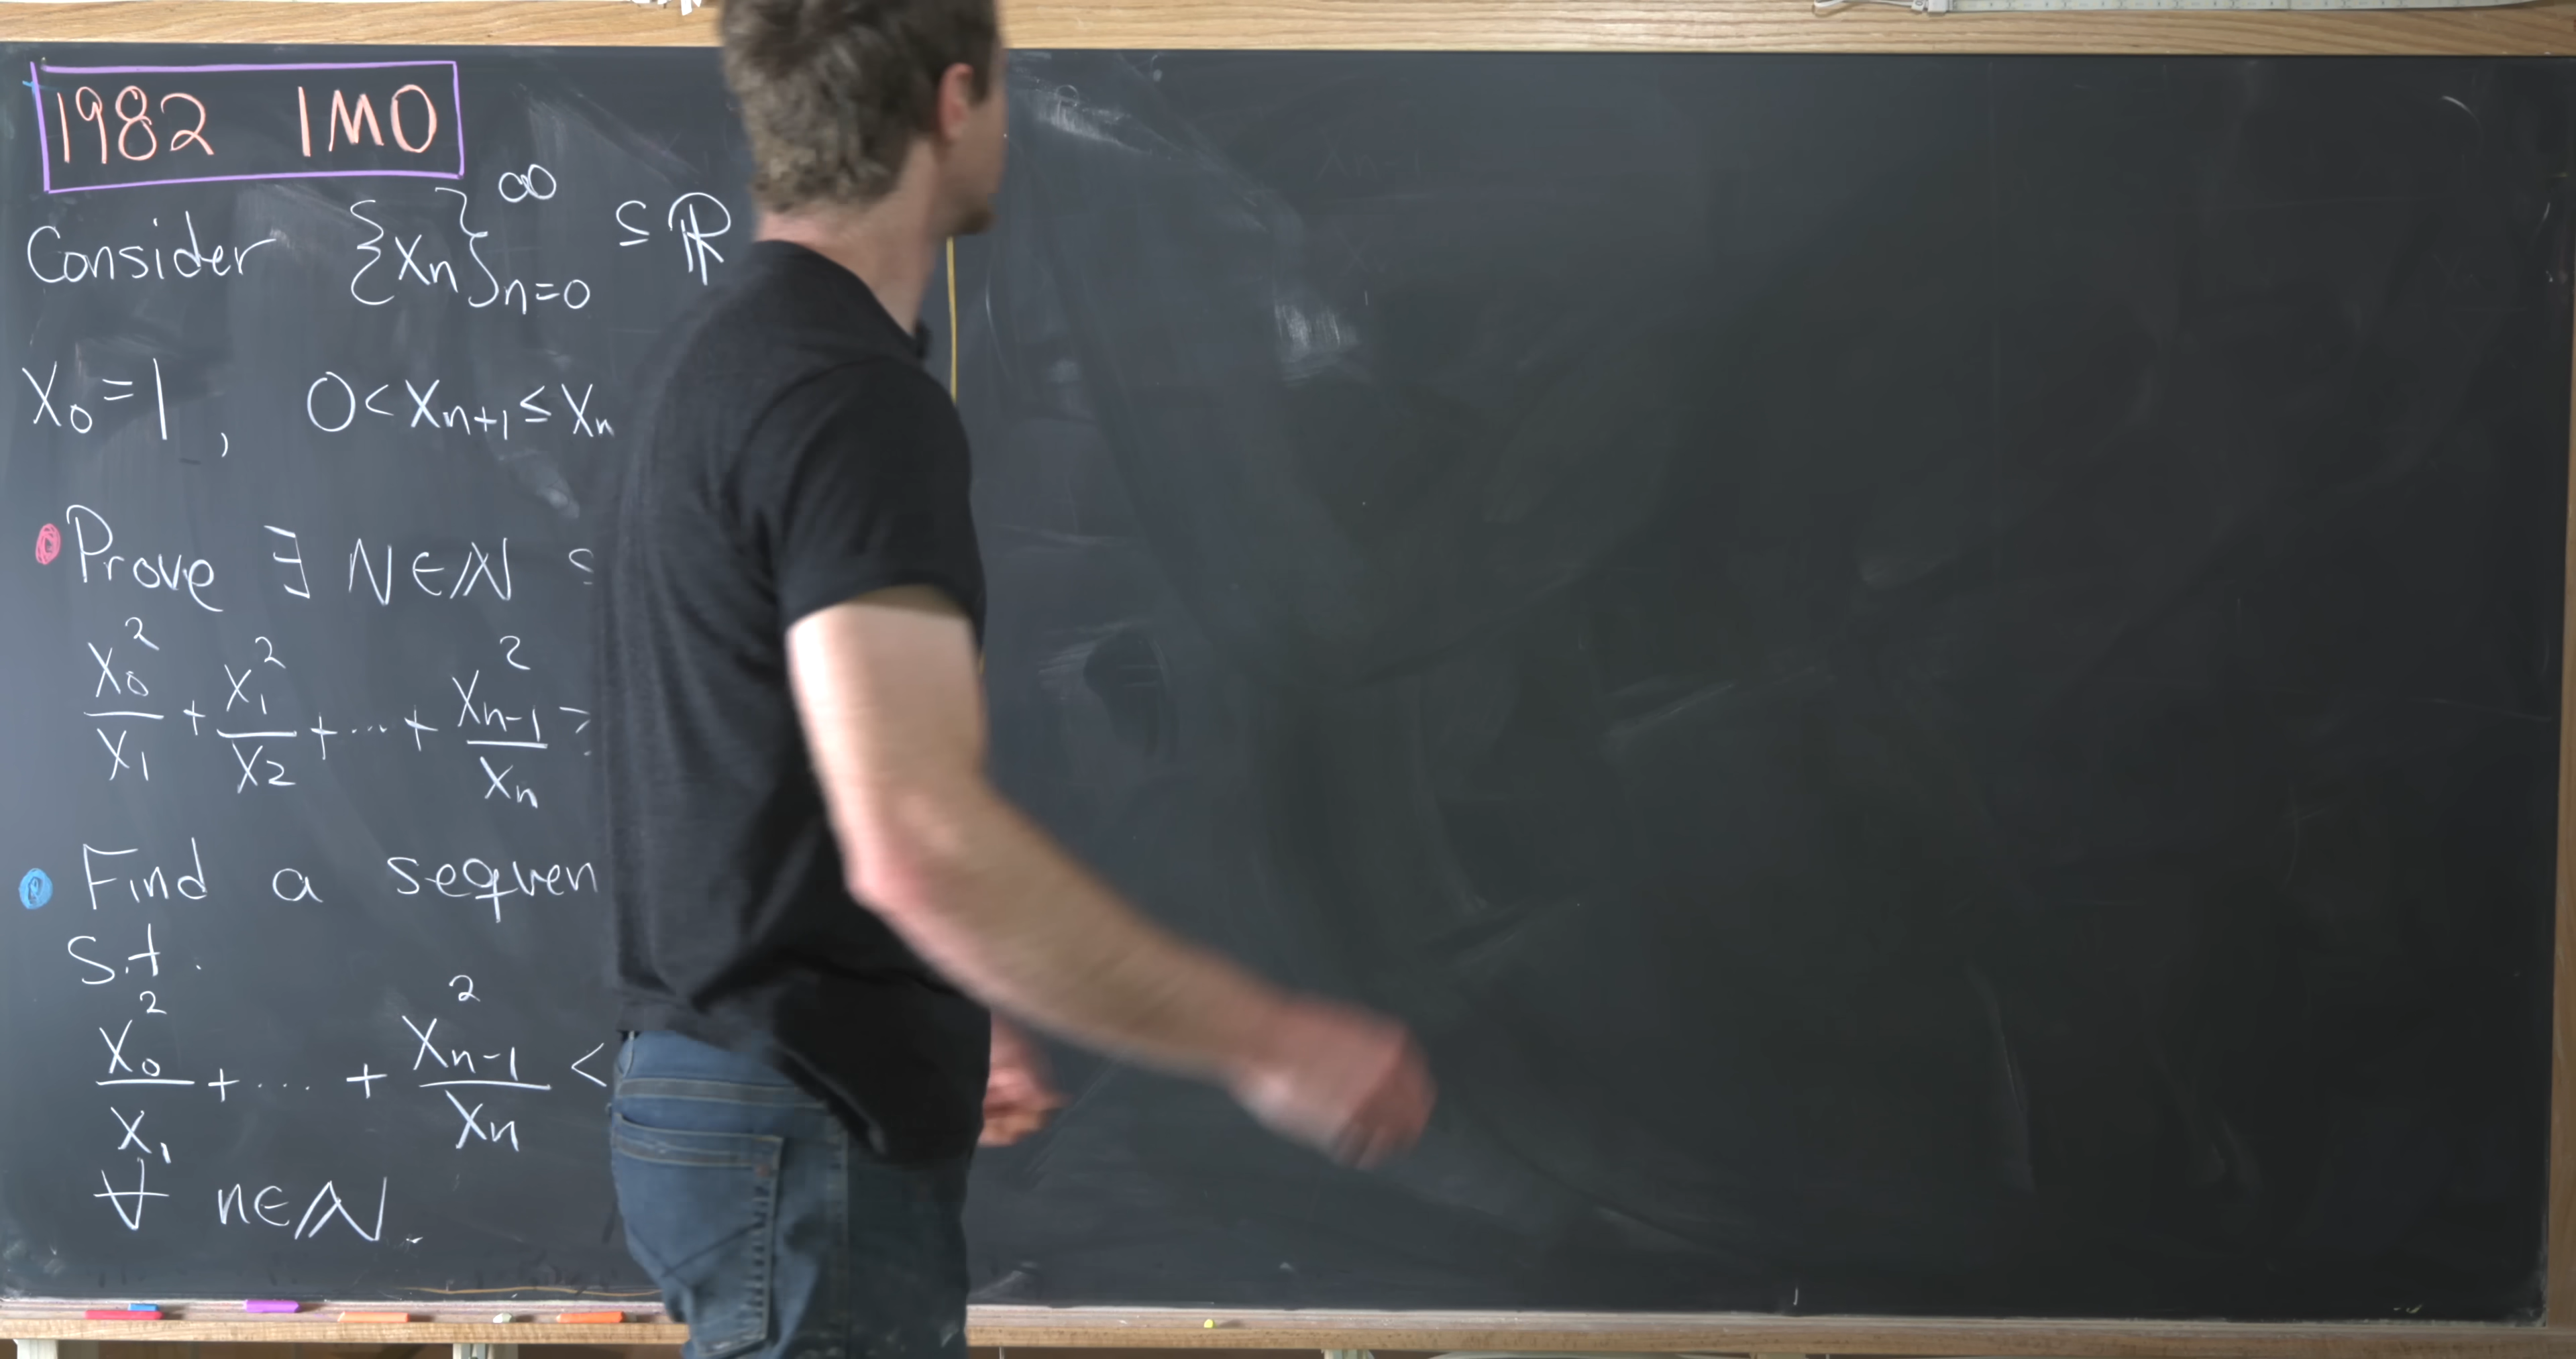 1982 IMO
Consider {xₙ}ₙ₌₀^∞ ⊆ ℝ
x₀ = 1, 0 < xₙ₊₁ ≤ xₙ
• Prove ∃ N ∈ ℕ
x₀²/x₁ + x₁²/x₂ + ⋯ + xₙ₋₁²/xₙ
• Find a sequen
s.t.
x₀²/x₁ + ⋯ + xₙ₋₁²/xₙ <
∀ n ∈ ℕ.